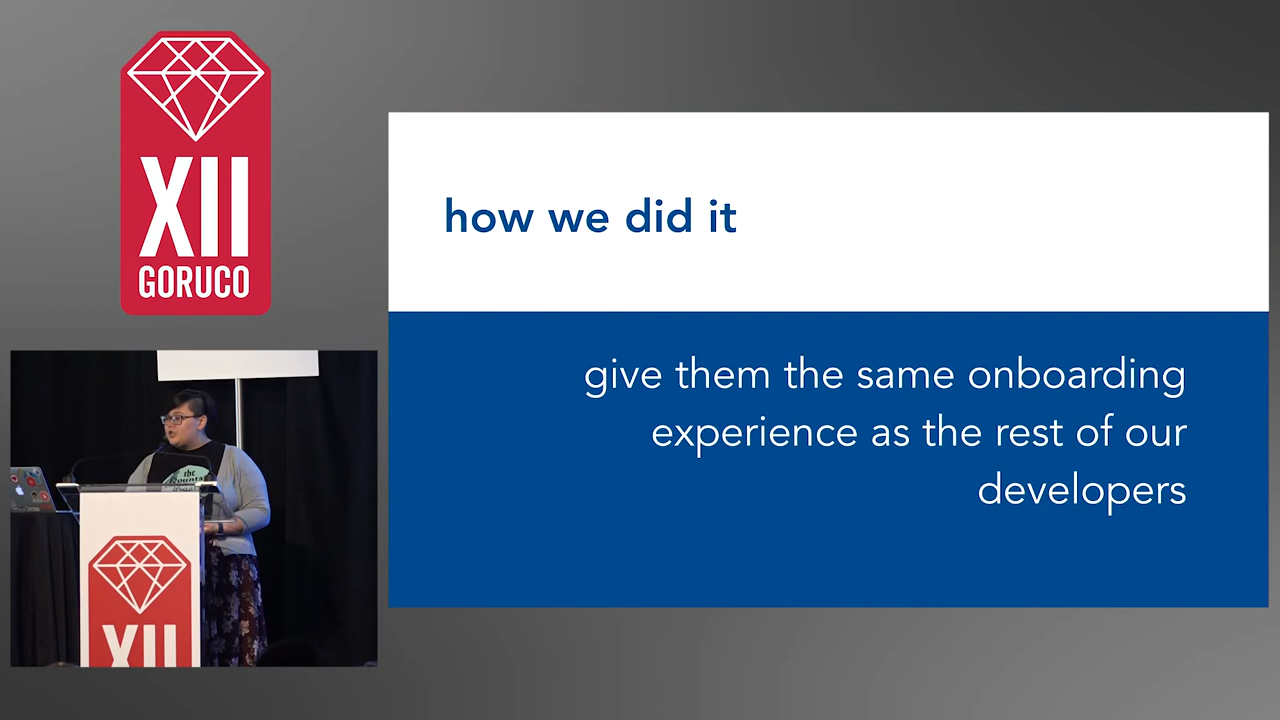 XII
GORUCO
how we did it
give them the same onboarding
experience as the rest of our
developers
the
XII